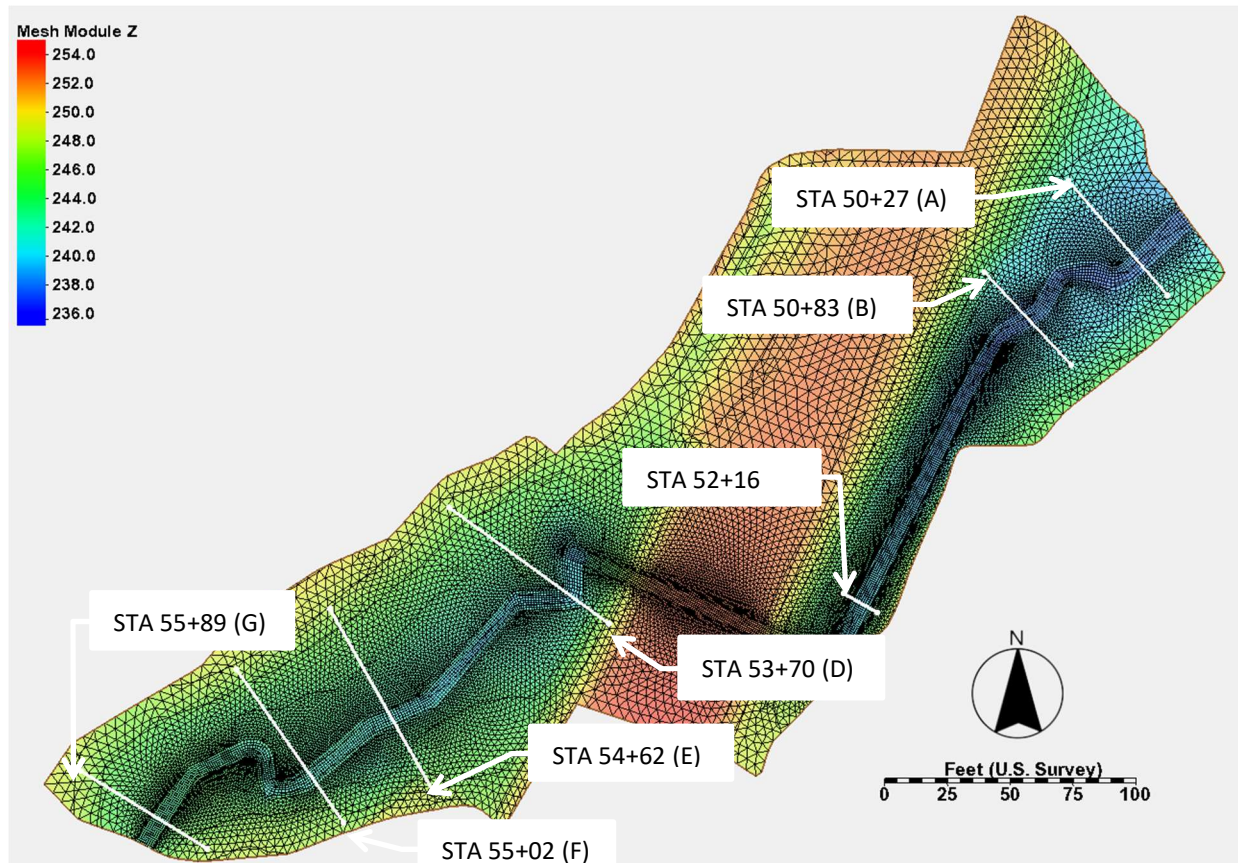 Mesh Module Z
254.0
252.0
250.0
248.0
246.0
244.0
242.0
240.0
238.0
236.0
STA 50+27 (A)
STA 50+83 (B)
STA 52+16
STA 55+89 (G)
STA 53+70 (D)
STA 54+62 (E)
STA 55+02 (F)
N
Feet (U.S. Survey)
0 25 50 75 100